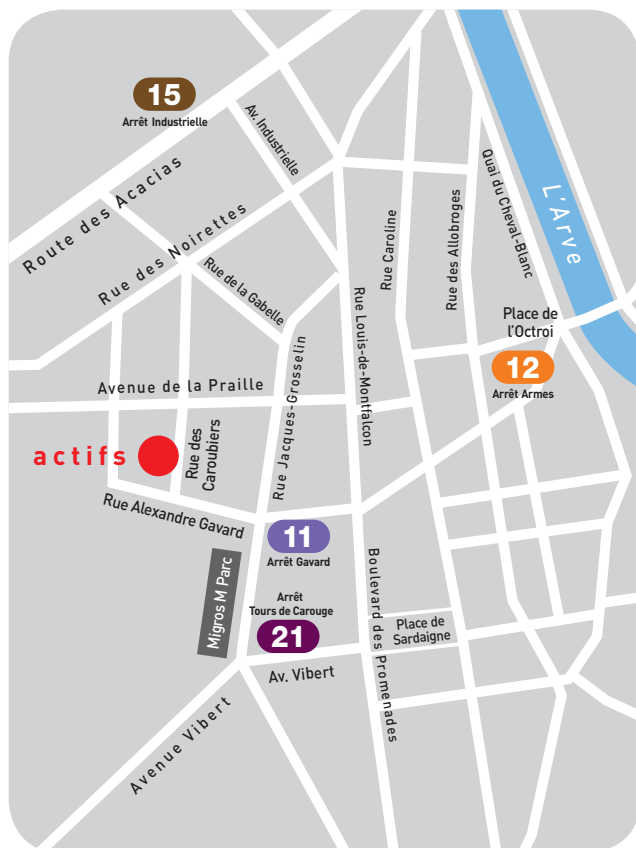 15
Arrêt Industrielle
Av. Industrielle
Route des Acacias
Rue des Noirettes
Rue de la Gabelle
Rue Caroline
Rue des Allobroges
Quai du Cheval-Blanc
L'Arve
Place de
l'Octroi
12
Arrêt Armes
Rue Louis-de-Montfalcon
Rue Jacques-Grosselin
Avenue de la Praille
actifs
Rue des
Caroubiers
Rue Alexandre Gavard
11
Arrêt Gavard
Migros M Parc
Arrêt
Tours de Carouge
21
Boulevard des Promenades
Place de
Sardaigne
Av. Vibert
Avenue Vibert